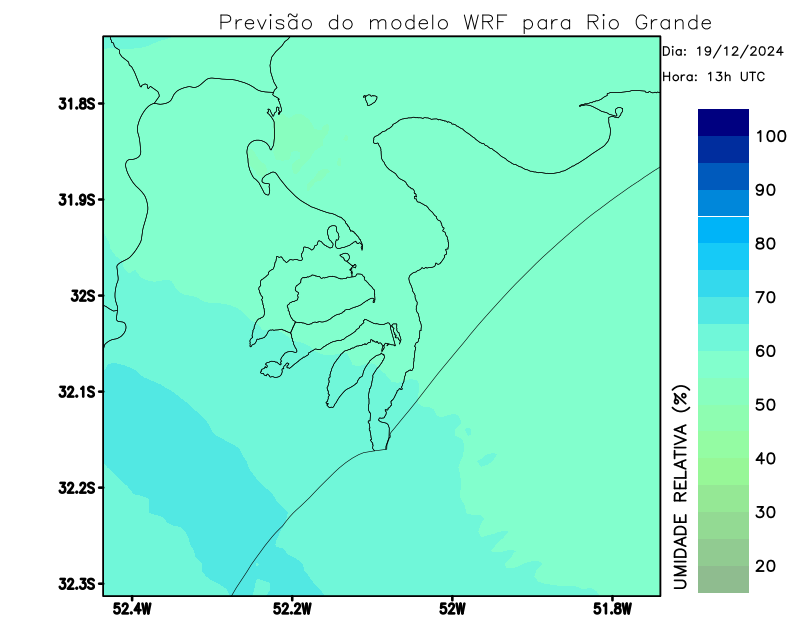 Previsão do modelo WRF para Rio Grande
Dia: 19/12/2024
Hora: 13h UTC
31.8S
31.9S
32S
32.1S
32.2S
32.3S
52.4W
52.2W
52W
51.8W
100
90
80
70
60
50
40
30
20
UMIDADE RELATIVA (%)